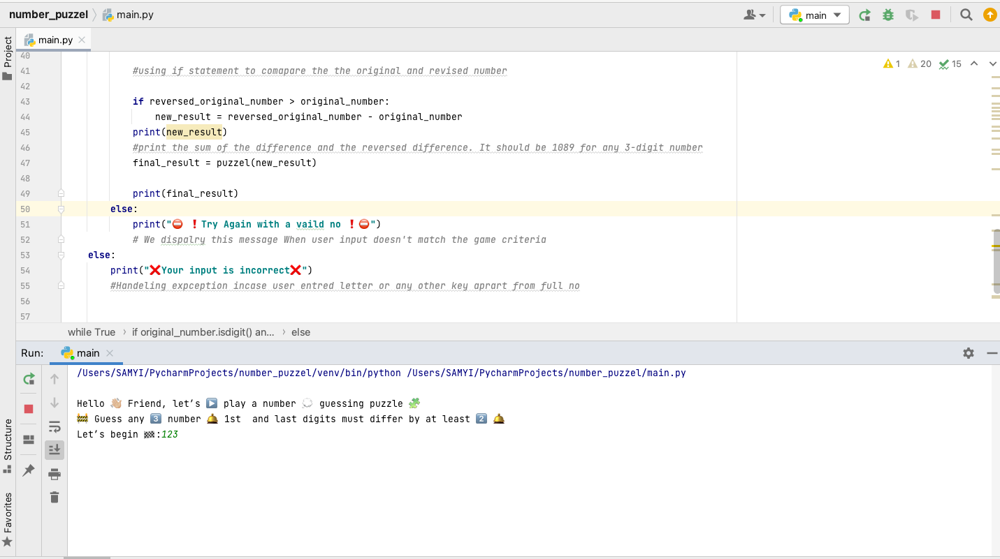 number_puzzel main.py
main
main.py
Project
40
41 #using if statement to comapare the the original and revised number
1 20 15
42
43 if reversed_original_number > original_number:
44 new_result = reversed_original_number - original_number
45 print(new_result)
46 #print the sum of the difference and the reversed difference. It should be 1089 for any 3-digit number
47 final_result = puzzel(new_result)
48
49 print(final_result)
50 else:
51 print("⛔ ❗Try Again with a vaild no ❗⛔")
52 # We dispalry this message When user input doesn't match the game criteria
53 else:
54 print("❌Your input is incorrect❌")
55 #Handeling expception incase user entred letter or any other key aprart from full no
56
57
while True › if original_number.isdigit() an... › else
Run: main
/Users/SAMYI/PycharmProjects/number_puzzel/venv/bin/python /Users/SAMYI/PycharmProjects/number_puzzel/main.py
Hello 👋🏼 Friend, let’s ▶️ play a number 💭 guessing puzzle 🧩
🚧 Guess any 3️⃣ number 🛎 1st  and last digits must differ by at least 2️⃣ 🛎
Let’s begin 🏁:123
Structure
Favorites